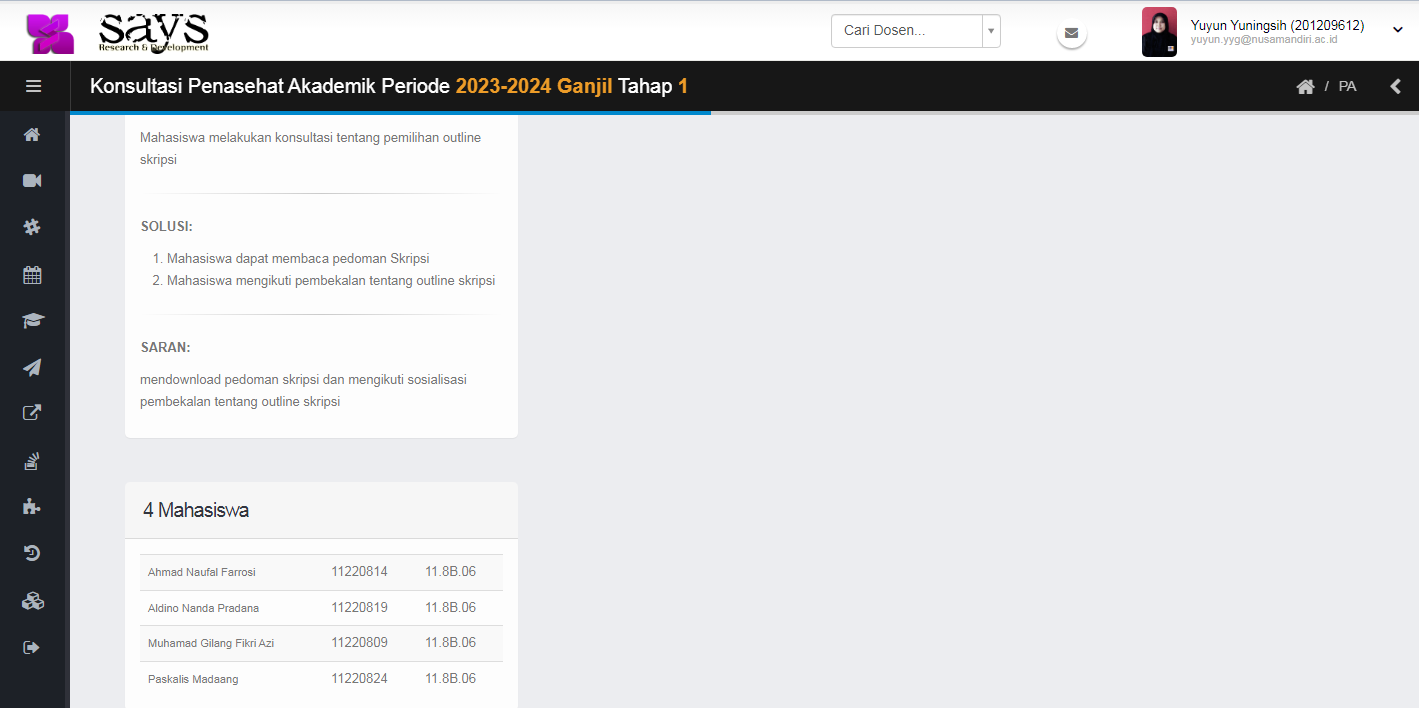 says
Research & Development
Cari Dosen...
Yuyun Yuningsih (201209612)
yuyun.yyg@nusamandiri.ac.id
Konsultasi Penasehat Akademik Periode 2023-2024 Ganjil Tahap 1
/ PA
Mahasiswa melakukan konsultasi tentang pemilihan outline
skripsi
SOLUSI:
1. Mahasiswa dapat membaca pedoman Skripsi
2. Mahasiswa mengikuti pembekalan tentang outline skripsi
SARAN:
mendownload pedoman skripsi dan mengikuti sosialisasi
pembekalan tentang outline skripsi
4 Mahasiswa
Ahmad Naufal Farrosi 11220814 11.8B.06
Aldino Nanda Pradana 11220819 11.8B.06
Muhamad Gilang Fikri Azi 11220809 11.8B.06
Paskalis Madaang 11220824 11.8B.06